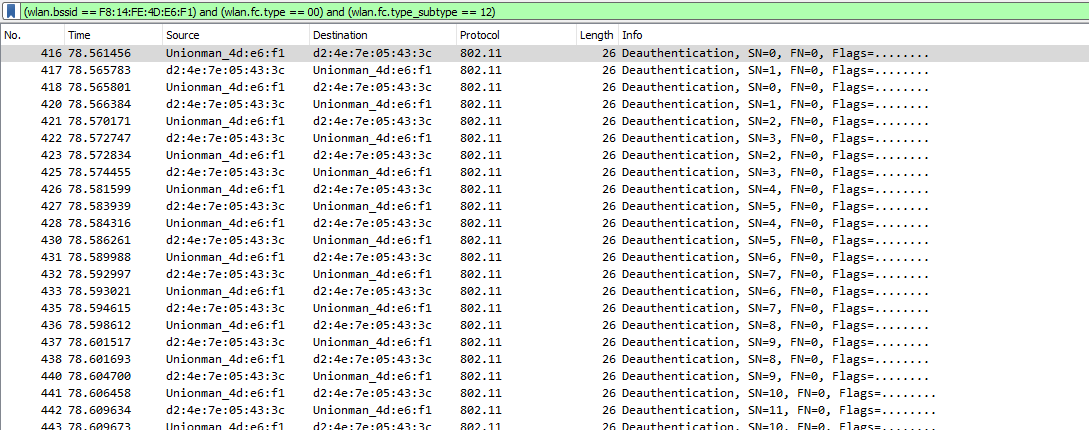 (wlan.bssid == F8:14:FE:4D:E6:F1) and (wlan.fc.type == 00) and (wlan.fc.type_subtype == 12)
No. Time Source Destination Protocol Length Info
416 78.561456 Unionman_4d:e6:f1 d2:4e:7e:05:43:3c 802.11 26 Deauthentication, SN=0, FN=0, Flags=........
417 78.565783 d2:4e:7e:05:43:3c Unionman_4d:e6:f1 802.11 26 Deauthentication, SN=1, FN=0, Flags=........
418 78.565801 Unionman_4d:e6:f1 d2:4e:7e:05:43:3c 802.11 26 Deauthentication, SN=0, FN=0, Flags=........
420 78.566384 d2:4e:7e:05:43:3c Unionman_4d:e6:f1 802.11 26 Deauthentication, SN=1, FN=0, Flags=........
421 78.570171 Unionman_4d:e6:f1 d2:4e:7e:05:43:3c 802.11 26 Deauthentication, SN=2, FN=0, Flags=........
422 78.572747 d2:4e:7e:05:43:3c Unionman_4d:e6:f1 802.11 26 Deauthentication, SN=3, FN=0, Flags=........
423 78.572834 Unionman_4d:e6:f1 d2:4e:7e:05:43:3c 802.11 26 Deauthentication, SN=2, FN=0, Flags=........
425 78.574455 d2:4e:7e:05:43:3c Unionman_4d:e6:f1 802.11 26 Deauthentication, SN=3, FN=0, Flags=........
426 78.581599 Unionman_4d:e6:f1 d2:4e:7e:05:43:3c 802.11 26 Deauthentication, SN=4, FN=0, Flags=........
427 78.583939 d2:4e:7e:05:43:3c Unionman_4d:e6:f1 802.11 26 Deauthentication, SN=5, FN=0, Flags=........
428 78.584316 Unionman_4d:e6:f1 d2:4e:7e:05:43:3c 802.11 26 Deauthentication, SN=4, FN=0, Flags=........
430 78.586261 d2:4e:7e:05:43:3c Unionman_4d:e6:f1 802.11 26 Deauthentication, SN=5, FN=0, Flags=........
431 78.589988 Unionman_4d:e6:f1 d2:4e:7e:05:43:3c 802.11 26 Deauthentication, SN=6, FN=0, Flags=........
432 78.592997 d2:4e:7e:05:43:3c Unionman_4d:e6:f1 802.11 26 Deauthentication, SN=7, FN=0, Flags=........
433 78.593021 Unionman_4d:e6:f1 d2:4e:7e:05:43:3c 802.11 26 Deauthentication, SN=6, FN=0, Flags=........
435 78.594615 d2:4e:7e:05:43:3c Unionman_4d:e6:f1 802.11 26 Deauthentication, SN=7, FN=0, Flags=........
436 78.598612 Unionman_4d:e6:f1 d2:4e:7e:05:43:3c 802.11 26 Deauthentication, SN=8, FN=0, Flags=........
437 78.601517 d2:4e:7e:05:43:3c Unionman_4d:e6:f1 802.11 26 Deauthentication, SN=9, FN=0, Flags=........
438 78.601693 Unionman_4d:e6:f1 d2:4e:7e:05:43:3c 802.11 26 Deauthentication, SN=8, FN=0, Flags=........
440 78.604700 d2:4e:7e:05:43:3c Unionman_4d:e6:f1 802.11 26 Deauthentication, SN=9, FN=0, Flags=........
441 78.606458 Unionman_4d:e6:f1 d2:4e:7e:05:43:3c 802.11 26 Deauthentication, SN=10, FN=0, Flags=........
442 78.609634 d2:4e:7e:05:43:3c Unionman_4d:e6:f1 802.11 26 Deauthentication, SN=11, FN=0, Flags=........
443 78.609673 Unionman_4d:e6:f1 d2:4e:7e:05:43:3c 802.11 26 Deauthentication, SN=10, FN=0, Flags=........